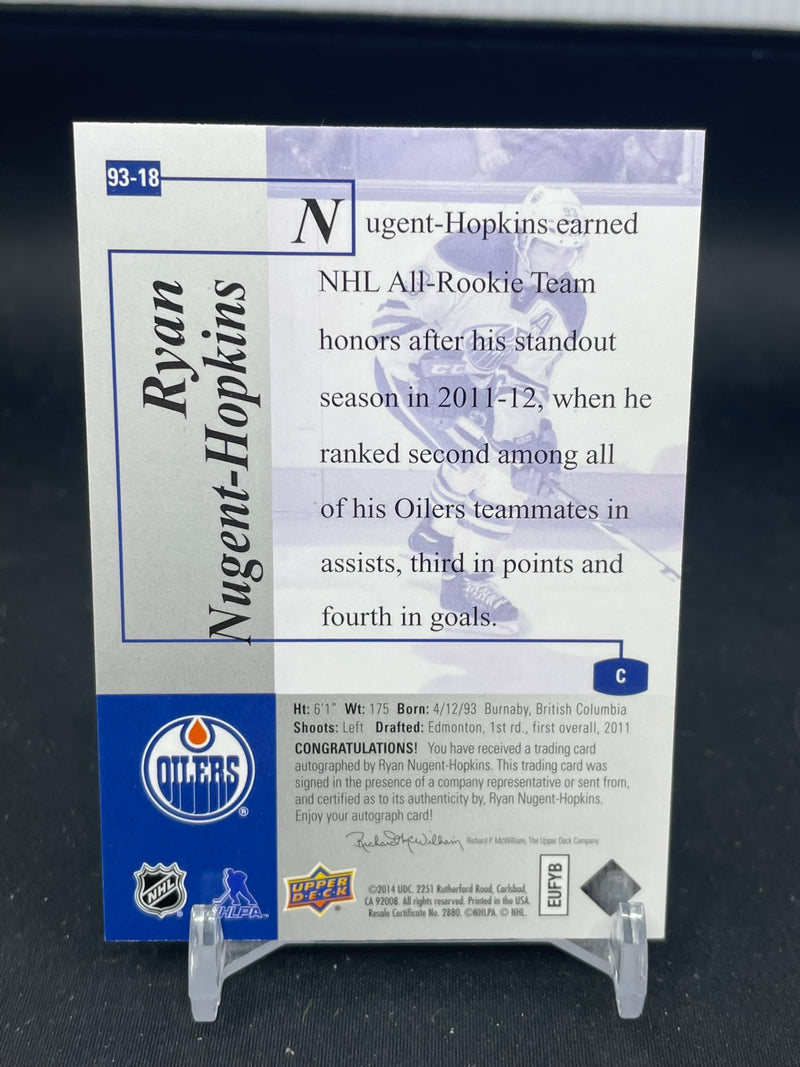 93-18
Nugent-Hopkins earned
NHL All-Rookie Team
honors after his standout
season in 2011-12, when he
ranked second among all
of his Oilers teammates in
assists, third in points and
fourth in goals.
Ryan
Nugent-Hopkins
C
Ht: 6'1" Wt: 175 Born: 4/12/93 Burnaby, British Columbia
Shoots: Left Drafted: Edmonton, 1st rd., first overall, 2011
CONGRATULATIONS! You have received a trading card
autographed by Ryan Nugent-Hopkins. This trading card was
signed in the presence of a company representative or sent from,
and certified as to its authenticity by, Ryan Nugent-Hopkins.
Enjoy your autograph card!
Richard McWilliam Richard P. McWilliam, The Upper Deck Company
OILERS ®
NHL
NHLPA
UPPER
D·E·C·K ®
©2014 UDC. 2251 Rutherford Road, Carlsbad,
CA 92008. All rights reserved. Printed in the USA.
Resale Certificate No. 2880. ©NHLPA. © NHL.
EUFYB